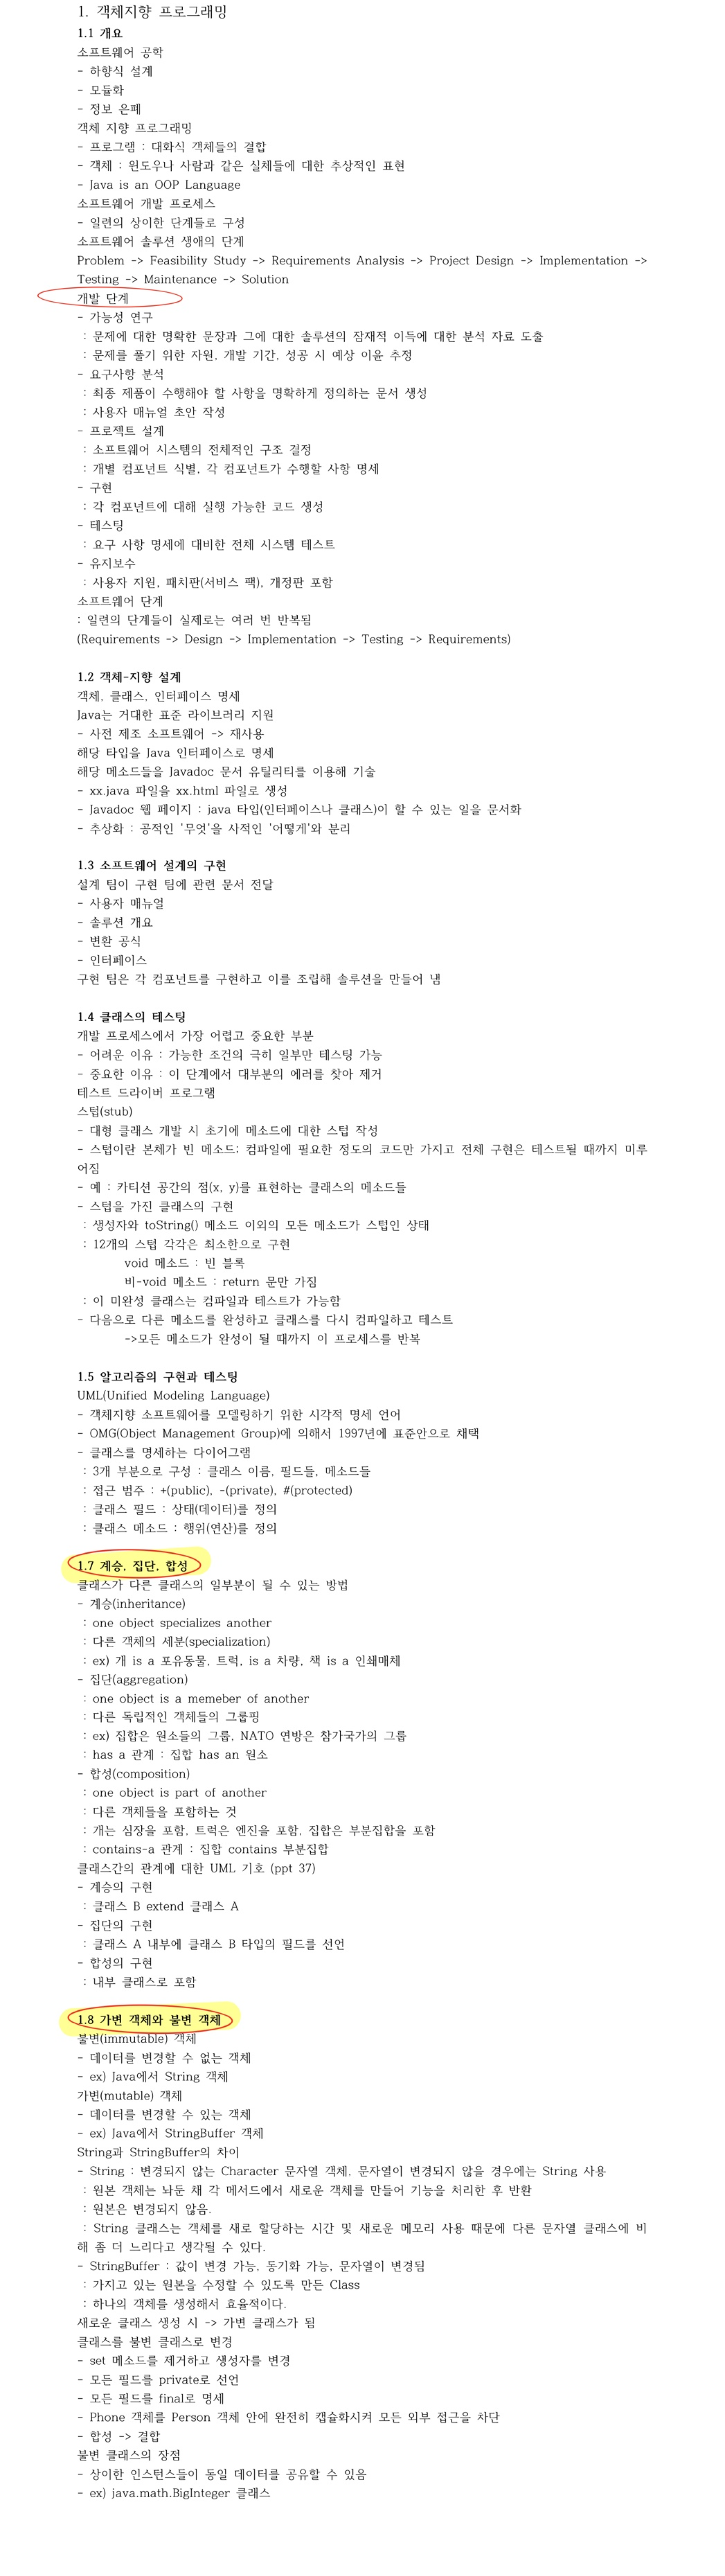 1. 객체지향 프로그래밍
1.1 개요
소프트웨어 공학
- 하향식 설계
- 모듈화
- 정보 은폐
객체 지향 프로그래밍
- 프로그램 : 대화식 객체들의 결합
- 객체 : 윈도우나 사람과 같은 실체들에 대한 추상적인 표현
- Java is an OOP Language
소프트웨어 개발 프로세스
- 일련의 상이한 단계들로 구성
소프트웨어 솔루션 생애의 단계
Problem -> Feasibility Study -> Requirements Analysis -> Project Design -> Implementation ->
Testing -> Maintenance -> Solution
개발 단계
- 가능성 연구
: 문제에 대한 명확한 문장과 그에 대한 솔루션의 잠재적 이득에 대한 분석 자료 도출
: 문제를 풀기 위한 자원, 개발 기간, 성공 시 예상 이윤 추정
- 요구사항 분석
: 최종 제품이 수행해야 할 사항을 명확하게 정의하는 문서 생성
: 사용자 매뉴얼 초안 작성
- 프로젝트 설계
: 소프트웨어 시스템의 전체적인 구조 결정
: 개별 컴포넌트 식별, 각 컴포넌트가 수행할 사항 명세
- 구현
: 각 컴포넌트에 대해 실행 가능한 코드 생성
- 테스팅
: 요구 사항 명세에 대비한 전체 시스템 테스트
- 유지보수
: 사용자 지원, 패치판(서비스 팩), 개정판 포함
소프트웨어 단계
: 일련의 단계들이 실제로는 여러 번 반복됨
(Requirements -> Design -> Implementation -> Testing -> Requirements)
1.2 객체-지향 설계
객체, 클래스, 인터페이스 명세
Java는 거대한 표준 라이브러리 지원
- 사전 제조 소프트웨어 -> 재사용
해당 타입을 Java 인터페이스로 명세
해당 메소드들을 Javadoc 문서 유틸리티를 이용해 기술
- xx.java 파일을 xx.html 파일로 생성
- Javadoc 웹 페이지 : java 타입(인터페이스나 클래스)이 할 수 있는 일을 문서화
- 추상화 : 공적인 '무엇'을 사적인 '어떻게'와 분리
1.3 소프트웨어 설계의 구현
설계 팀이 구현 팀에 관련 문서 전달
- 사용자 매뉴얼
- 솔루션 개요
- 변환 공식
- 인터페이스
구현 팀은 각 컴포넌트를 구현하고 이를 조립해 솔루션을 만들어 냄
1.4 클래스의 테스팅
개발 프로세스에서 가장 어렵고 중요한 부분
- 어려운 이유 : 가능한 조건의 극히 일부만 테스팅 가능
- 중요한 이유 : 이 단계에서 대부분의 에러를 찾아 제거
테스트 드라이버 프로그램
스텁(stub)
- 대형 클래스 개발 시 초기에 메소드에 대한 스텁 작성
- 스텁이란 본체가 빈 메소드; 컴파일에 필요한 정도의 코드만 가지고 전체 구현은 테스트될 때까지 미루
어짐
- 예 : 카티션 공간의 점(x, y)를 표현하는 클래스의 메소드들
- 스텁을 가진 클래스의 구현
: 생성자와 toString() 메소드 이외의 모든 메소드가 스텁인 상태
: 12개의 스텁 각각은 최소한으로 구현
void 메소드 : 빈 블록
비-void 메소드 : return 문만 가짐
: 이 미완성 클래스는 컴파일과 테스트가 가능함
- 다음으로 다른 메소드를 완성하고 클래스를 다시 컴파일하고 테스트
->모든 메소드가 완성이 될 때까지 이 프로세스를 반복
1.5 알고리즘의 구현과 테스팅
UML(Unified Modeling Language)
- 객체지향 소프트웨어를 모델링하기 위한 시각적 명세 언어
- OMG(Object Management Group)에 의해서 1997년에 표준안으로 채택
- 클래스를 명세하는 다이어그램
: 3개 부분으로 구성 : 클래스 이름, 필드들, 메소드들
: 접근 범주 : +(public), -(private), #(protected)
: 클래스 필드 : 상태(데이터)를 정의
: 클래스 메소드 : 행위(연산)를 정의
1.7 계승, 집단, 합성
클래스가 다른 클래스의 일부분이 될 수 있는 방법
- 계승(inheritance)
: one object specializes another
: 다른 객체의 세분(specialization)
: ex) 개 is a 포유동물, 트럭, is a 차량, 책 is a 인쇄매체
- 집단(aggregation)
: one object is a memeber of another
: 다른 독립적인 객체들의 그룹핑
: ex) 집합은 원소들의 그룹, NATO 연방은 참가국가의 그룹
: has a 관계 : 집합 has an 원소
- 합성(composition)
: one object is part of another
: 다른 객체들을 포함하는 것
: 개는 심장을 포함, 트럭은 엔진을 포함, 집합은 부분집합을 포함
: contains-a 관계 : 집합 contains 부분집합
클래스간의 관계에 대한 UML 기호 (ppt 37)
- 계승의 구현
: 클래스 B extend 클래스 A
- 집단의 구현
: 클래스 A 내부에 클래스 B 타입의 필드를 선언
- 합성의 구현
: 내부 클래스로 포함
1.8 가변 객체와 불변 객체
불변(immutable) 객체
- 데이터를 변경할 수 없는 객체
- ex) Java에서 String 객체
가변(mutable) 객체
- 데이터를 변경할 수 있는 객체
- ex) Java에서 StringBuffer 객체
String과 StringBuffer의 차이
- String : 변경되지 않는 Character 문자열 객체, 문자열이 변경되지 않을 경우에는 String 사용
: 원본 객체는 놔둔 채 각 메서드에서 새로운 객체를 만들어 기능을 처리한 후 반환
: 원본은 변경되지 않음.
: String 클래스는 객체를 새로 할당하는 시간 및 새로운 메모리 사용 때문에 다른 문자열 클래스에 비
해 좀 더 느리다고 생각될 수 있다.
- StringBuffer : 값이 변경 가능, 동기화 가능, 문자열이 변경됨
: 가지고 있는 원본을 수정할 수 있도록 만든 Class
: 하나의 객체를 생성해서 효율적이다.
새로운 클래스 생성 시 -> 가변 클래스가 됨
클래스를 불변 클래스로 변경
- set 메소드를 제거하고 생성자를 변경
- 모든 필드를 private로 선언
- 모든 필드를 final로 명세
- Phone 객체를 Person 객체 안에 완전히 캡슐화시켜 모든 외부 접근을 차단
- 합성 -> 결합
불변 클래스의 장점
- 상이한 인스턴스들이 동일 데이터를 공유할 수 있음
- ex) java.math.BigInteger 클래스